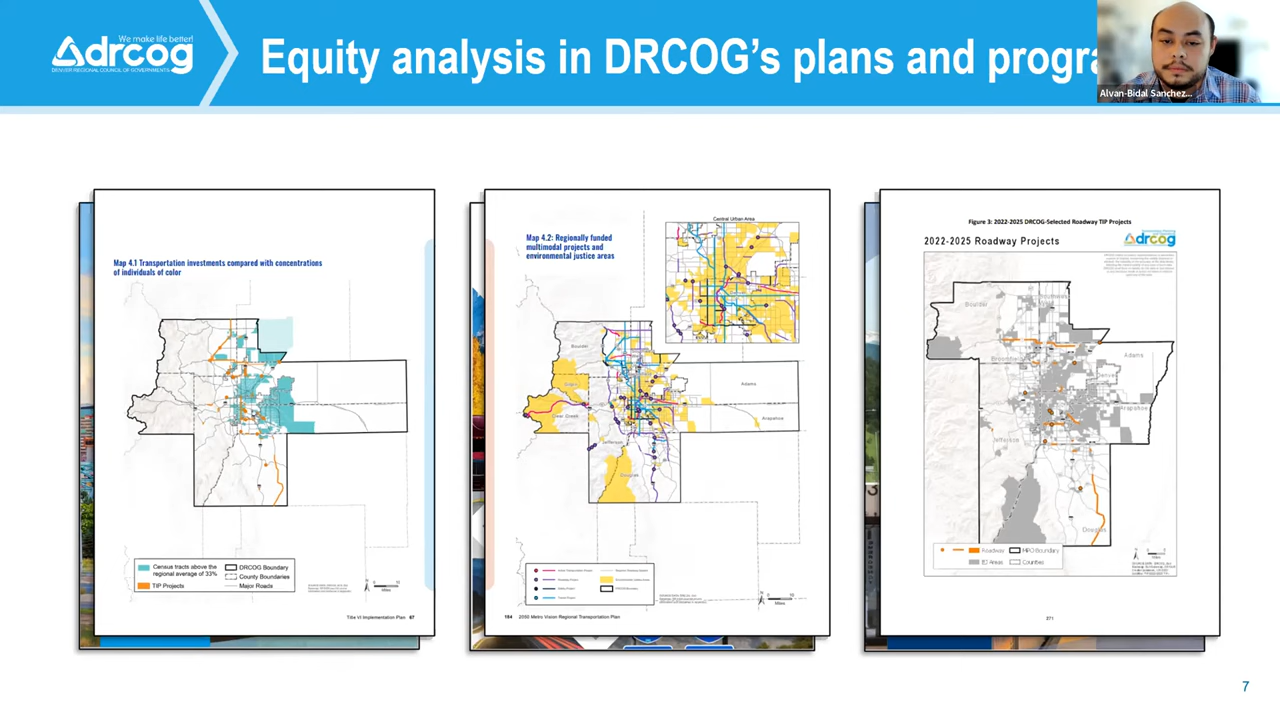 We make life better!
drcog
DENVER REGIONAL COUNCIL OF GOVERNMENTS
Equity analysis in DRCOG's plans and progra
Alvan-Bidal Sanchez...
Map 4.1 Transportation investments compared with concentrations
of individuals of color
Census tracts above the
regional average of 33%
TIP Projects
DRCOG Boundary
County Boundaries
Major Roads
Miles
Title VI Implementation Plan 67
Central Urban Area
Map 4.2: Regionally funded
multimodal projects and
environmental justice areas
Boulder
Gilpin
Clear Creek
Jefferson
Douglas
Adams
Arapahoe
Miles
184 2050 Metro Vision Regional Transportation Plan
Figure 3: 2022-2025 DRCOG-Selected Roadway TIP Projects
2022-2025 Roadway Projects
drcog
Boulder
Southwest
Weld
Broomfield
Adams
Denver
Arapahoe
Jefferson
Douglas
Roadway
MPO Boundary
EJ Areas
Counties
Miles
271
7